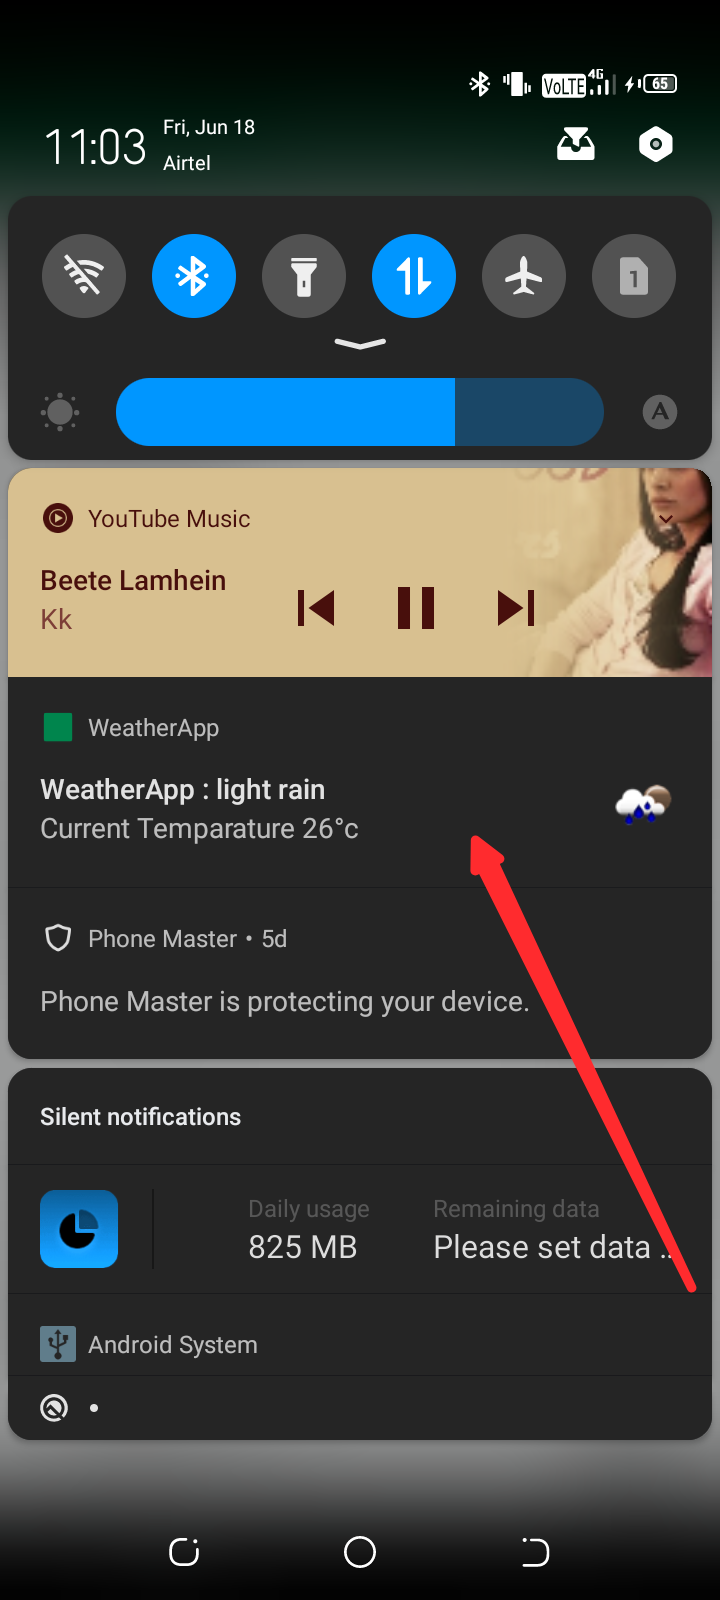 VoLTE 4G 65
11:03 Fri, Jun 18
Airtel
1
A
YouTube Music
Beete Lamhein
Kk
WeatherApp
WeatherApp : light rain
Current Temparature 26°c
Phone Master • 5d
Phone Master is protecting your device.
Silent notifications
Daily usage Remaining data
825 MB Please set data ..
Android System